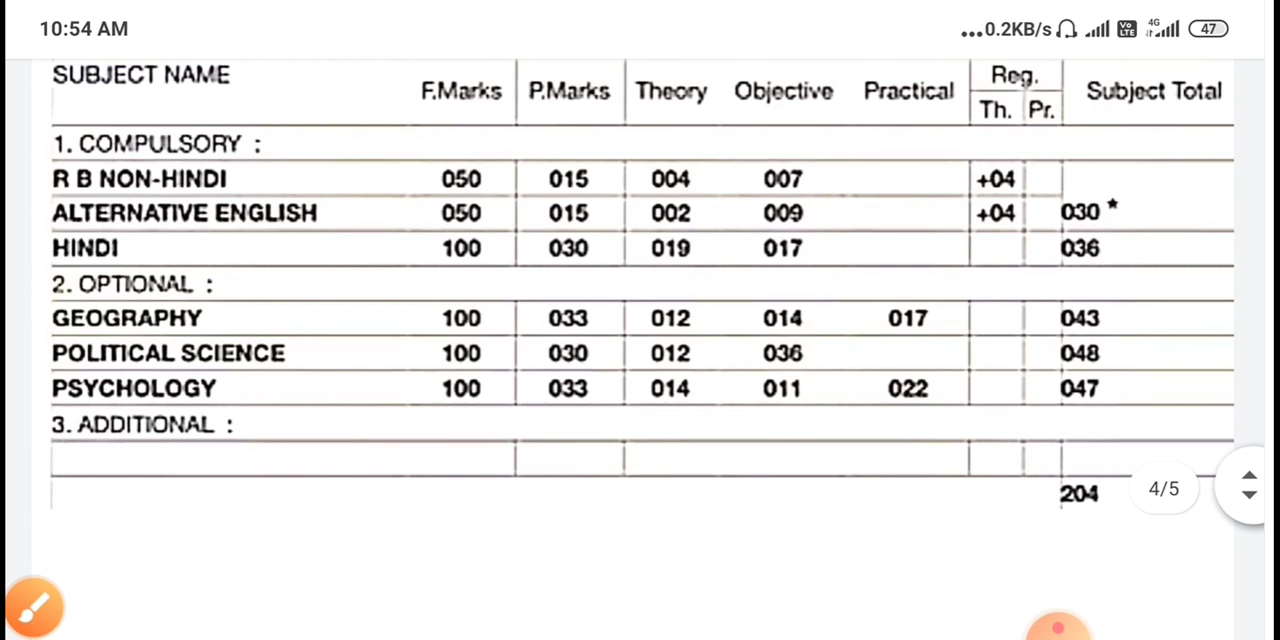 10:54 AM ...0.2KB/s Vo LTE 4G 47
SUBJECT NAME F.Marks P.Marks Theory Objective Practical Reg. Th. Pr. Subject Total
1. COMPULSORY :
R B NON-HINDI 050 015 004 007 +04
ALTERNATIVE ENGLISH 050 015 002 009 +04 030 *
HINDI 100 030 019 017 036
2. OPTIONAL :
GEOGRAPHY 100 033 012 014 017 043
POLITICAL SCIENCE 100 030 012 036 048
PSYCHOLOGY 100 033 014 011 022 047
3. ADDITIONAL :
204 4/5